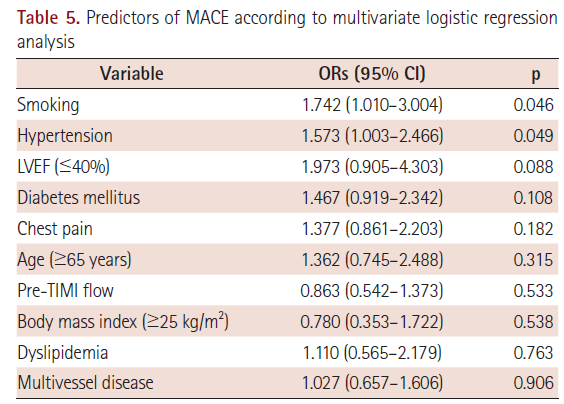 Table 5. Predictors of MACE according to multivariate logistic regression
analysis
Variable ORs (95% CI) p
Smoking 1.742 (1.010–3.004) 0.046
Hypertension 1.573 (1.003–2.466) 0.049
LVEF (≤40%) 1.973 (0.905–4.303) 0.088
Diabetes mellitus 1.467 (0.919–2.342) 0.108
Chest pain 1.377 (0.861–2.203) 0.182
Age (≥65 years) 1.362 (0.745–2.488) 0.315
Pre-TIMI flow 0.863 (0.542–1.373) 0.533
Body mass index (≥25 kg/m²) 0.780 (0.353–1.722) 0.538
Dyslipidemia 1.110 (0.565–2.179) 0.763
Multivessel disease 1.027 (0.657–1.606) 0.906